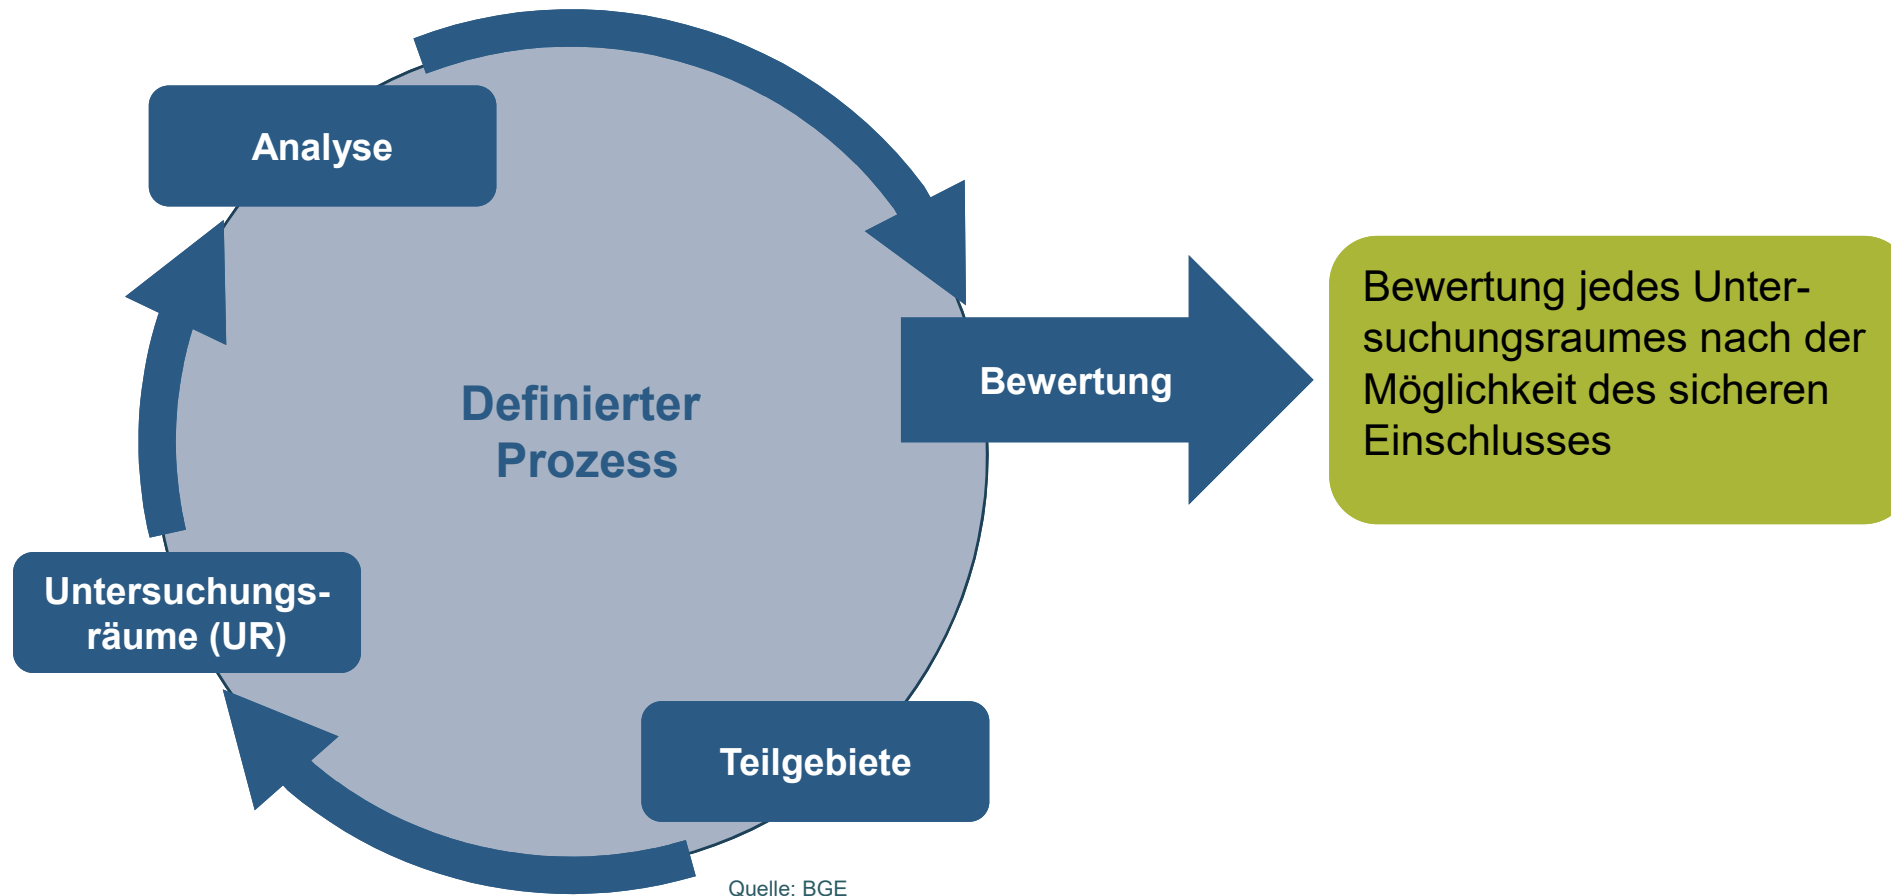 Analyse
Bewertung jedes Unter-
suchungsraumes nach der
Möglichkeit des sicheren
Einschlusses
Bewertung
Definierter
Prozess
Untersuchungs-
räume (UR)
Teilgebiete
Quelle: BGE